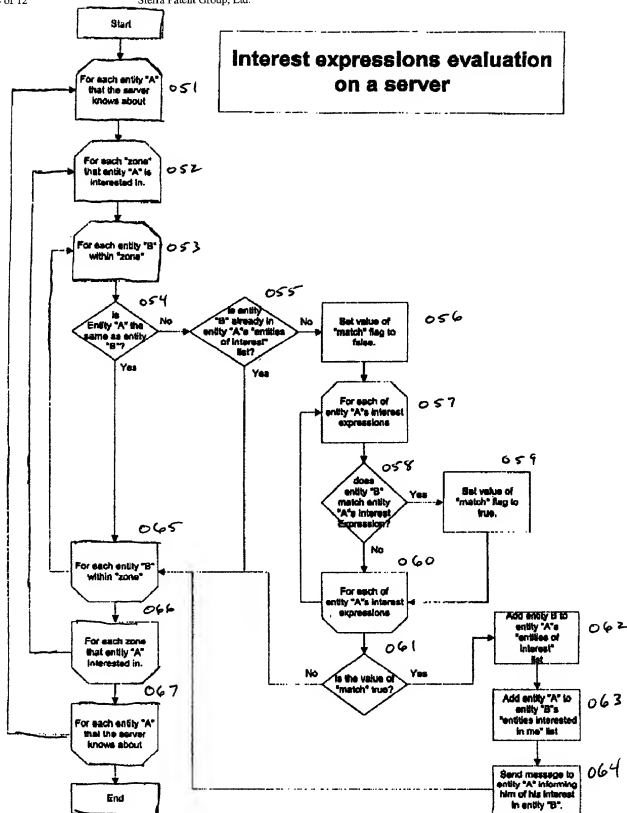 of 12
Sierra Patent Group, Ltd.
Start
Interest expressions evaluation
on a server
For each entity "A"
that the server
knows about
051
For each "zone"
that entity "A" is
interested in.
052
For each entity "B"
within "zone"
053
054
Is
Entity "A" the
same as entity
"B"?
No
Yes
055
Is entity
"B" already in
entity "A"s "entities
of interest"
list?
No
Yes
Set value of
"match" flag to
false.
056
For each of
entity "A"s interest
expressions
057
058
does
entity "B"
match entity
"A"s Interest
Expression?
Yes
No
059
Set value of
"match" flag to
true.
060
For each of
entity "A"s interest
expressions
061
Is the value of
"match" true?
No
Yes
Add entity B to
entity "A"s
"entities of
interest"
list
062
Add entity "A" to
entity "B"s
"entities interested
in me" list
063
Send message to
entity "A" informing
him of his interest
in entity "B".
064
065
For each entity "B"
within "zone"
066
For each zone
that entity "A"
interested in.
067
For each entity "A"
that the server
knows about
End